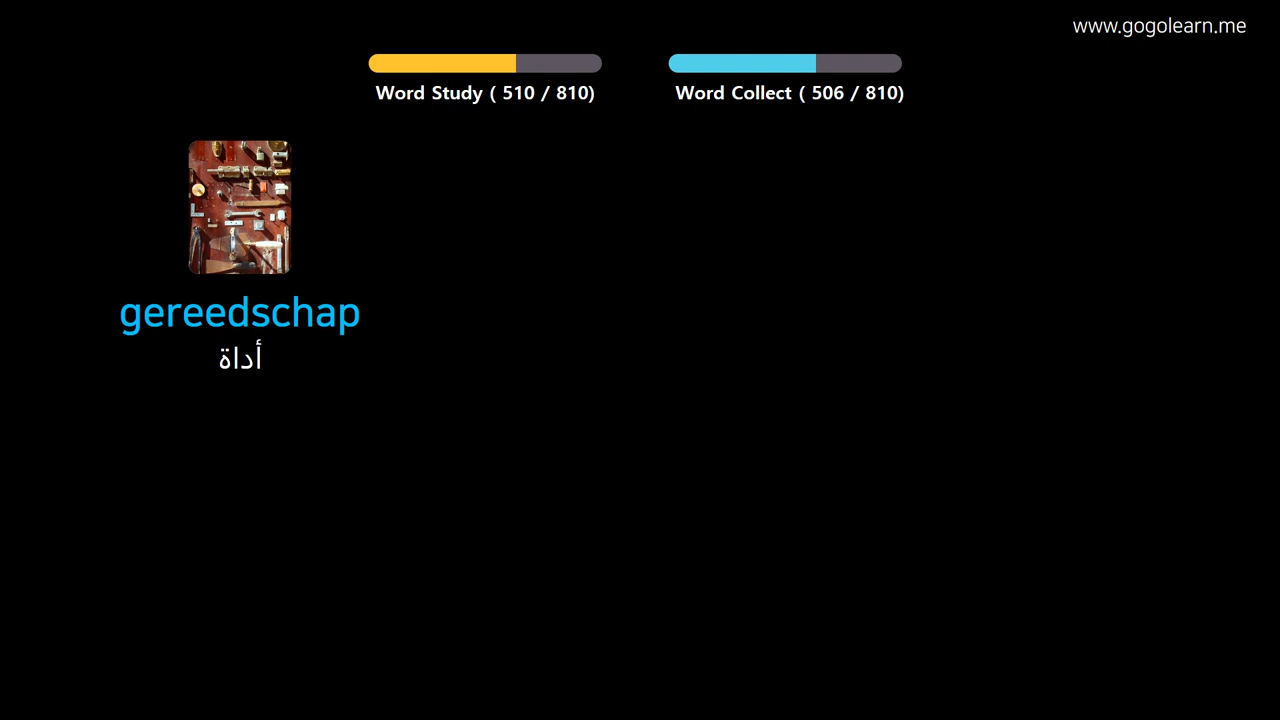 www.gogolearn.me
Word Study ( 510 / 810)
Word Collect ( 506 / 810)
gereedschap
أداة